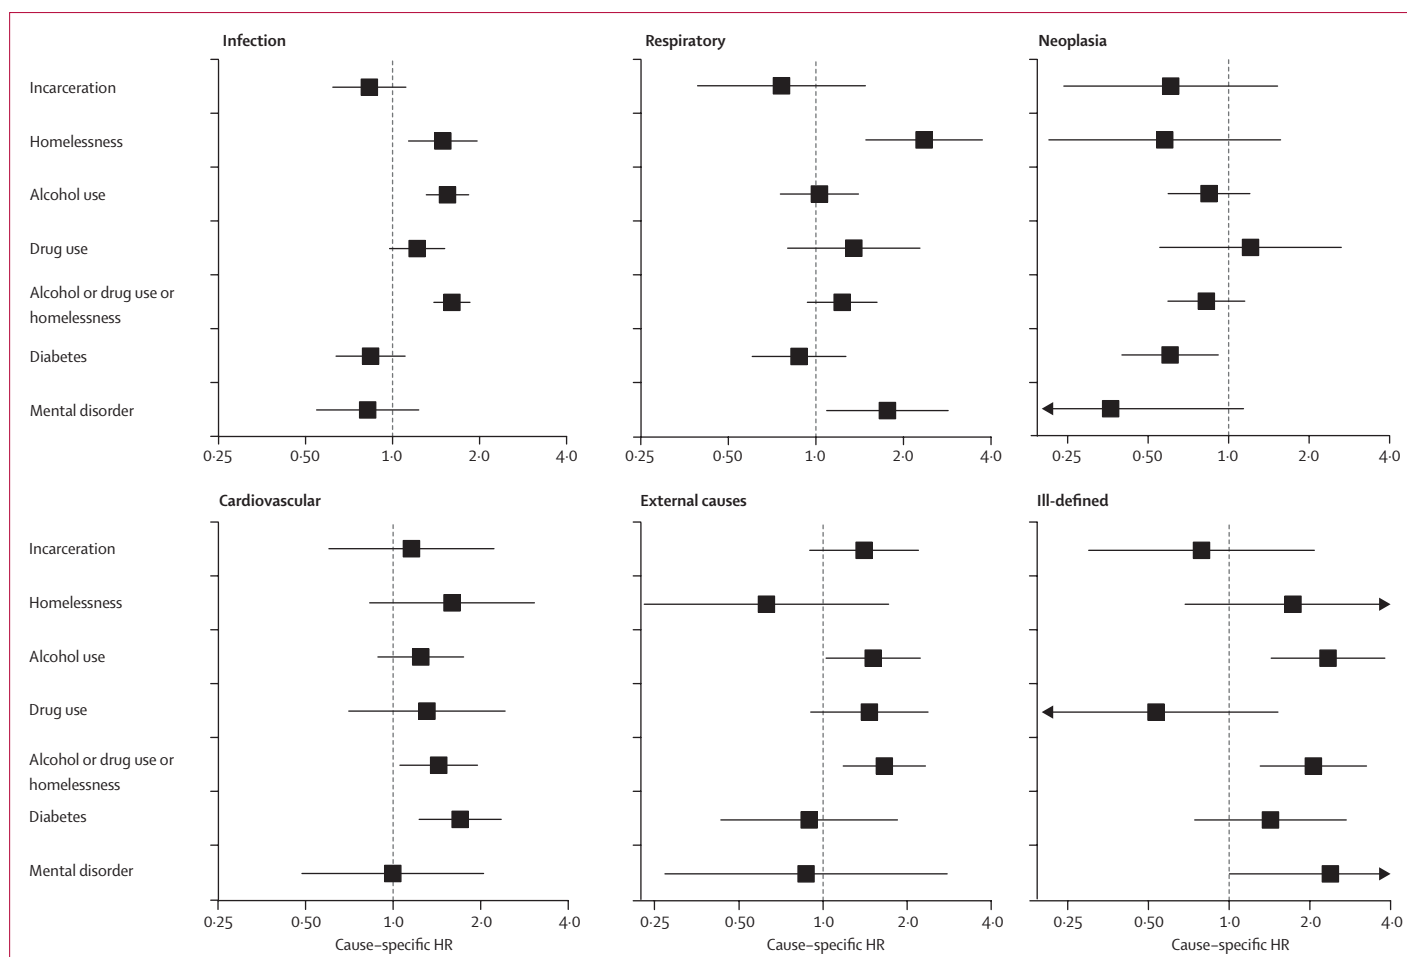 Infection
Respiratory
Neoplasia
Incarceration
Homelessness
Alcohol use
Drug use
Alcohol or drug use or
homelessness
Diabetes
Mental disorder
0·25 0·50 1·0 2·0 4·0
0·25 0·50 1·0 2·0 4·0
0·25 0·50 1·0 2·0 4·0
Cardiovascular
External causes
Ill-defined
Incarceration
Homelessness
Alcohol use
Drug use
Alcohol or drug use or
homelessness
Diabetes
Mental disorder
0·25 0·50 1·0 2·0 4·0
0·25 0·50 1·0 2·0 4·0
0·25 0·50 1·0 2·0 4·0
Cause–specific HR
Cause–specific HR
Cause–specific HR